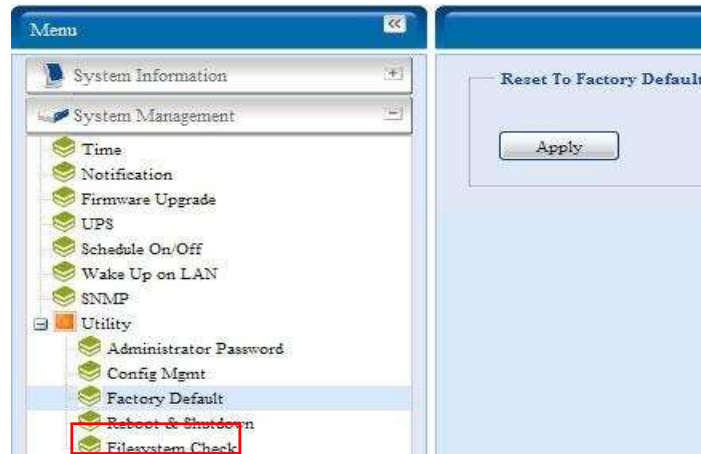 Menu
System Information
System Management
Time
Notification
Firmware Upgrade
UPS
Schedule On/Off
Wake Up on LAN
SNMP
Utility
Administrator Password
Config Mgmt
Factory Default
Reboot & Shutdown
Filesystem Check
Reset To Factory Default
Apply